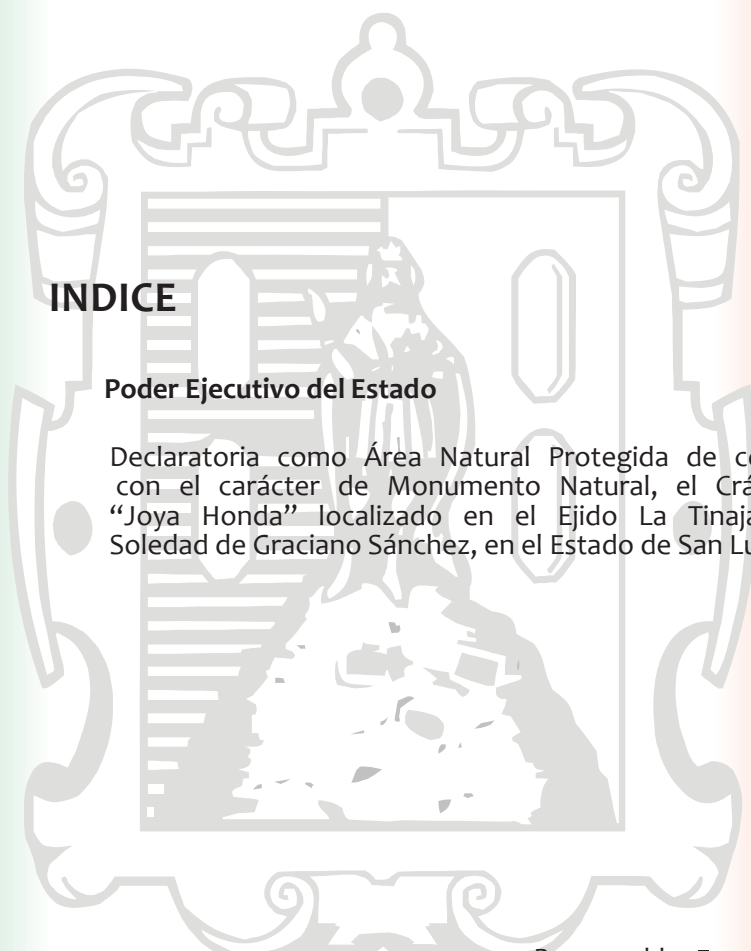 INDICE
Poder Ejecutivo del Estado
Declaratoria como Área Natural Protegida de
con el carácter de Monumento Natural, el
“Joya Honda” localizado en el Ejido La
Soledad de Graciano Sánchez, en el Estado de San